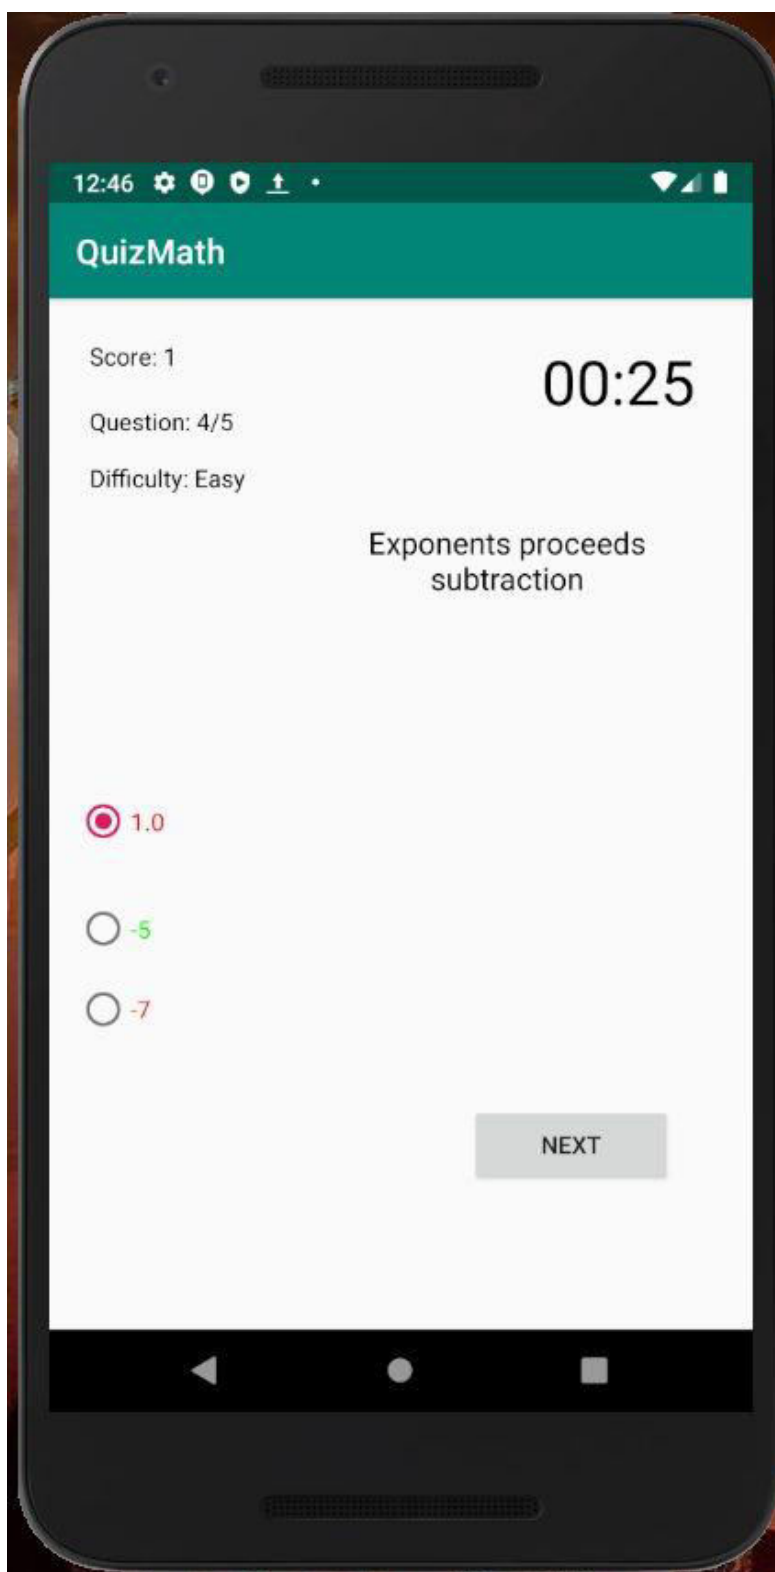 12:46
QuizMath
Score: 1
00:25
Question: 4/5
Difficulty: Easy
Exponents proceeds
subtraction
1.0
-5
-7
NEXT